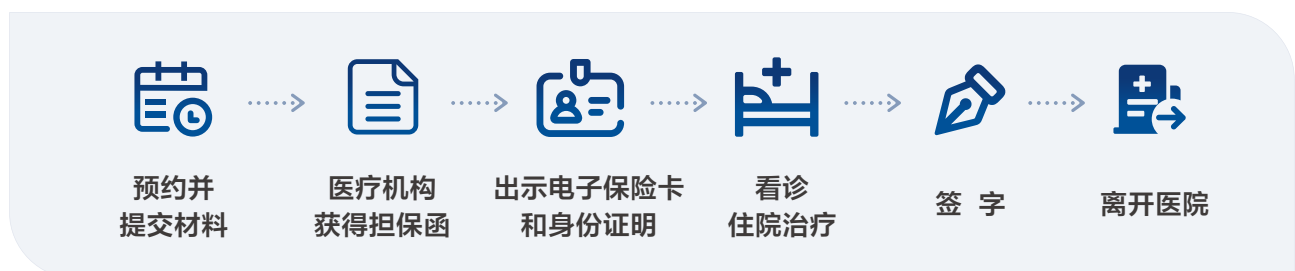 预约并
提交材料
医疗机构
获得担保函
出示电子保险卡
和身份证明
看诊
住院治疗
签 字
离开医院